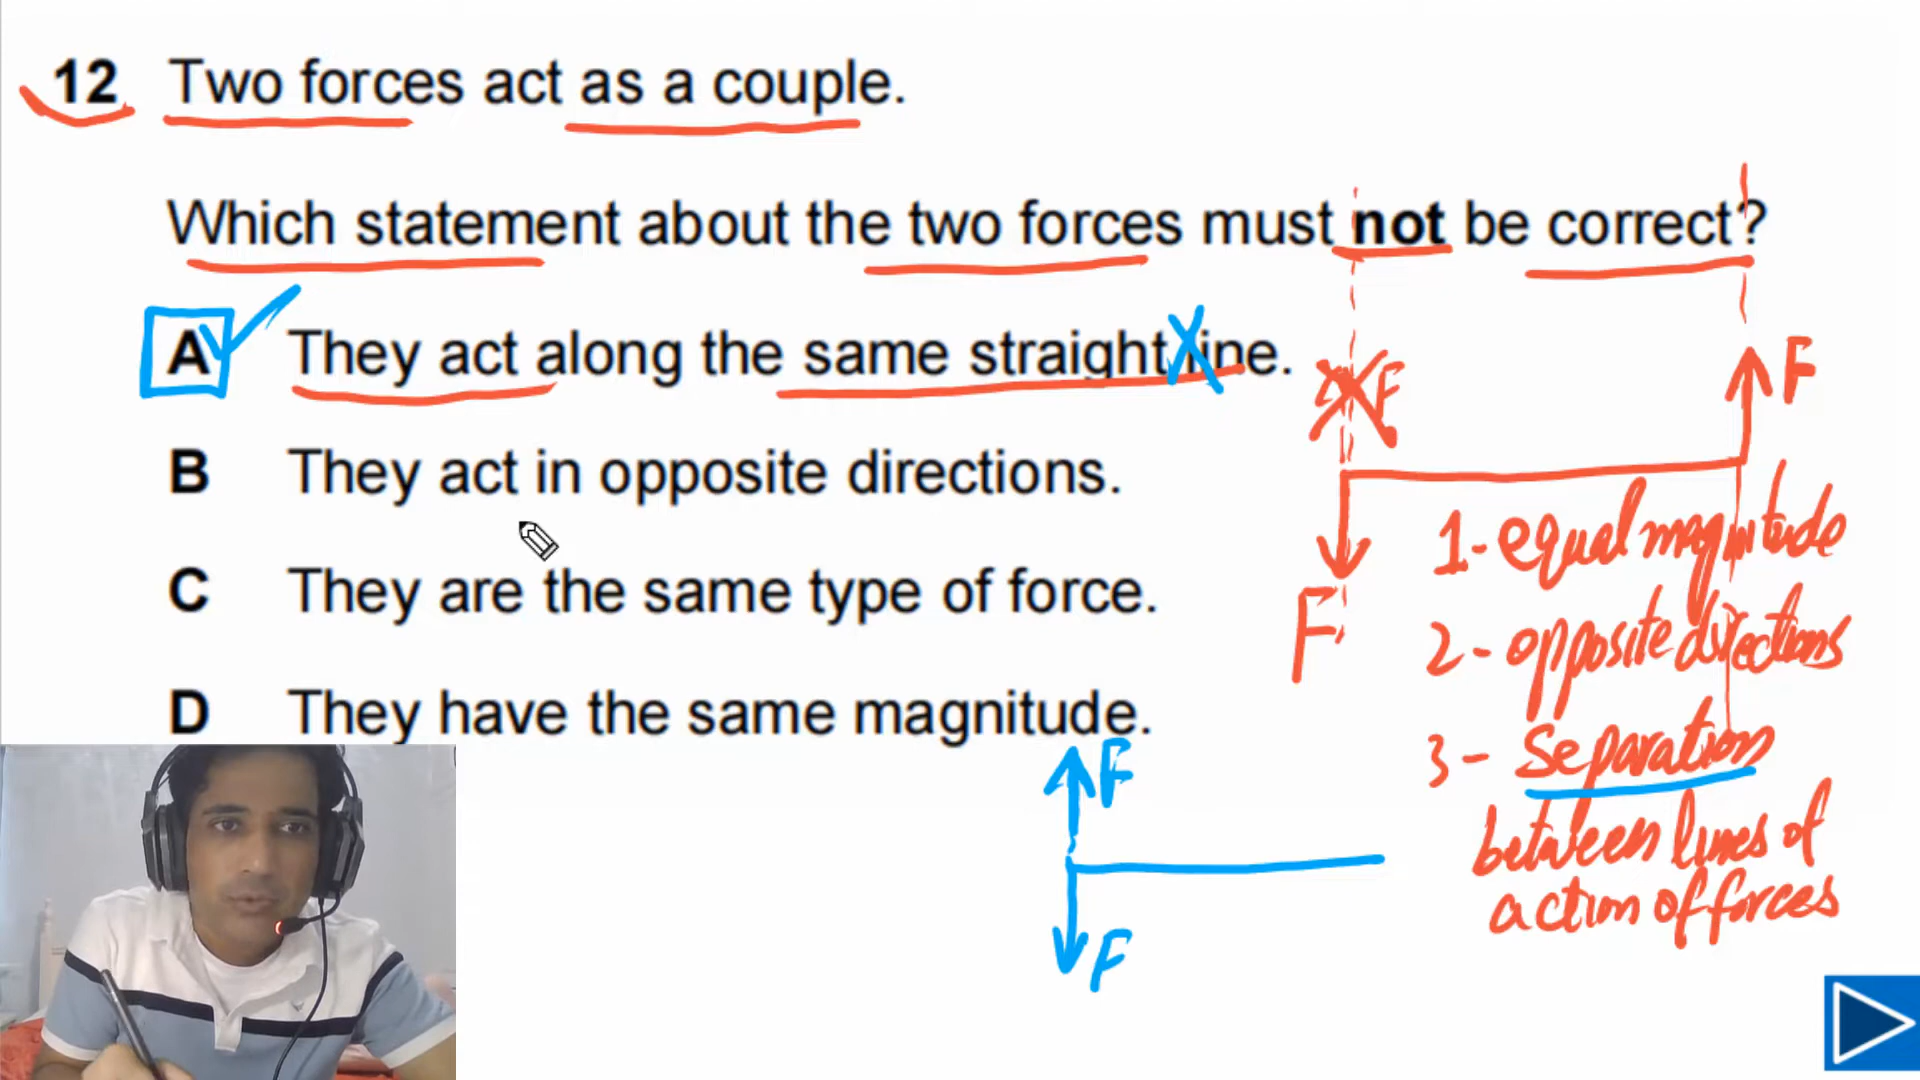 12 Two forces act as a couple.
Which statement about the two forces must not be correct?
A They act along the same straight line.
B They act in opposite directions.
C They are the same type of force.
D They have the same magnitude.
F
F
F
1- equal magnitude
2- opposite directions
3- Separation
between lines of
action of forces
F
F